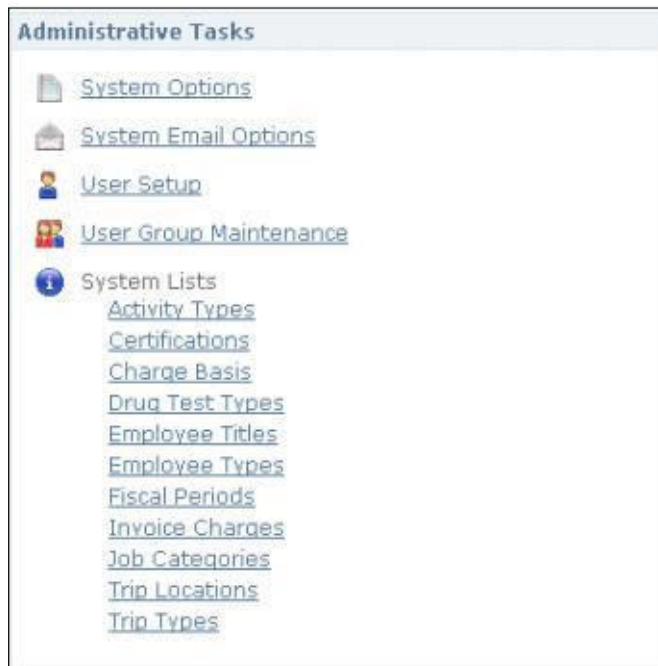 Administrative Tasks
System Options
System Email Options
User Setup
User Group Maintenance
System Lists
Activity Types
Certifications
Charge Basis
Drug Test Types
Employee Titles
Employee Types
Fiscal Periods
Invoice Charges
Job Categories
Trip Locations
Trip Types